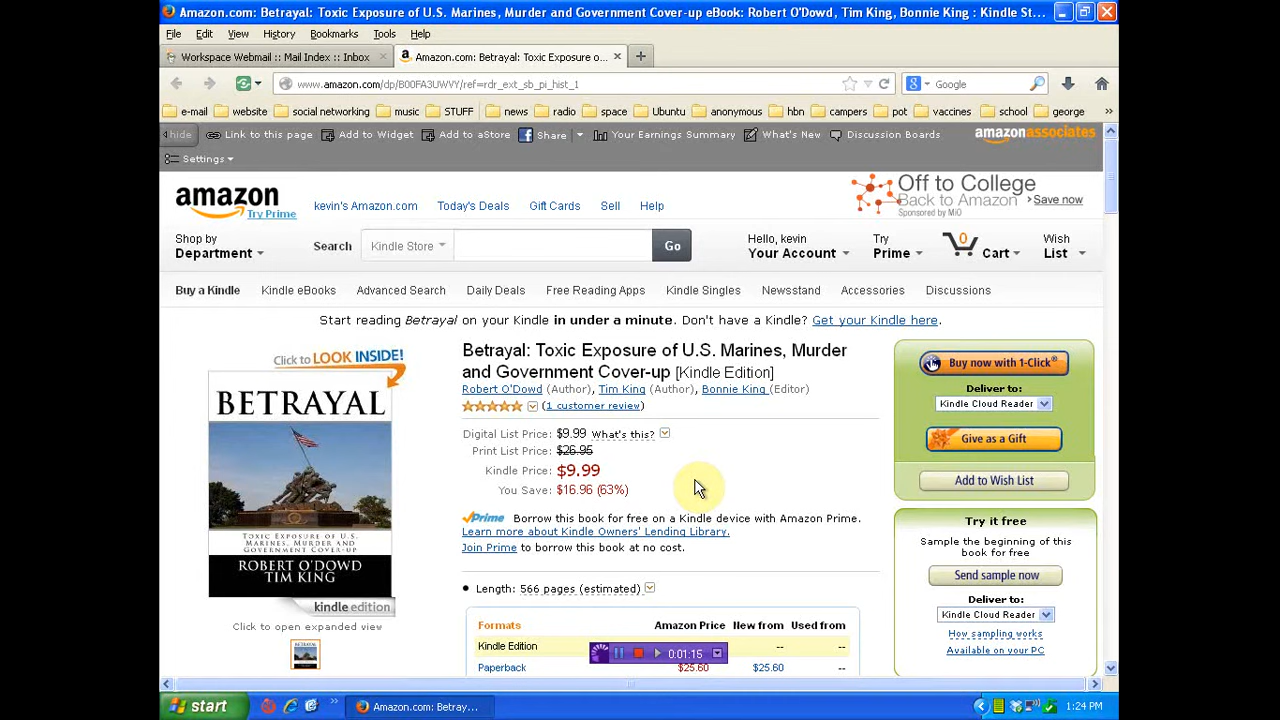 Amazon.com: Betrayal: Toxic Exposure of U.S. Marines, Murder and Government Cover-up eBook: Robert O'Dowd, Tim King, Bonnie King : Kindle St...
File Edit View History Bookmarks Tools Help
Workspace Webmail :: Mail Index :: Inbox
Amazon.com: Betrayal: Toxic Exposure o...
www.amazon.com/dp/B00FA3UWVY/ref=rdr_ext_sb_pi_hist_1
Google
e-mail website social networking music STUFF news radio space Ubuntu anonymous hbn campers pot vaccines school george
hide Link to this page Add to Widget Add to aStore Share Your Earnings Summary What's New Discussion Boards amazonassociates
Settings
amazon
Try Prime
kevin's Amazon.com Today's Deals Gift Cards Sell Help
Off to College
Back to Amazon
Sponsored by MiO
Save now
Shop by
Department
Search Kindle Store Go
Hello, kevin
Your Account
Try
Prime
0
Cart
Wish
List
Buy a Kindle Kindle eBooks Advanced Search Daily Deals Free Reading Apps Kindle Singles Newsstand Accessories Discussions
Start reading Betrayal on your Kindle in under a minute. Don't have a Kindle? Get your Kindle here.
Click to LOOK INSIDE!
BETRAYAL
TOXIC EXPOSURE OF U.S.
MARINES, MURDER AND
GOVERNMENT COVER-UP
ROBERT O'DOWD
TIM KING
kindle edition
Click to open expanded view
BETRAYAL
Betrayal: Toxic Exposure of U.S. Marines, Murder
and Government Cover-up [Kindle Edition]
Robert O'Dowd (Author), Tim King (Author), Bonnie King (Editor)
(1 customer review)
Digital List Price: $9.99 What's this?
Print List Price: $26.95
Kindle Price: $9.99
You Save: $16.96 (63%)
Prime Borrow this book for free on a Kindle device with Amazon Prime.
Learn more about Kindle Owners' Lending Library.
Join Prime to borrow this book at no cost.
Length: 566 pages (estimated)
Formats Amazon Price New from Used from
Kindle Edition -- --
Paperback $25.60 $25.60 --
0:01:15
Buy now with 1-Click®
Deliver to:
Kindle Cloud Reader
Give as a Gift
Add to Wish List
Try it free
Sample the beginning of this
book for free
Send sample now
Deliver to:
Kindle Cloud Reader
How sampling works
Available on your PC
start
Amazon.com: Betray...
1:24 PM